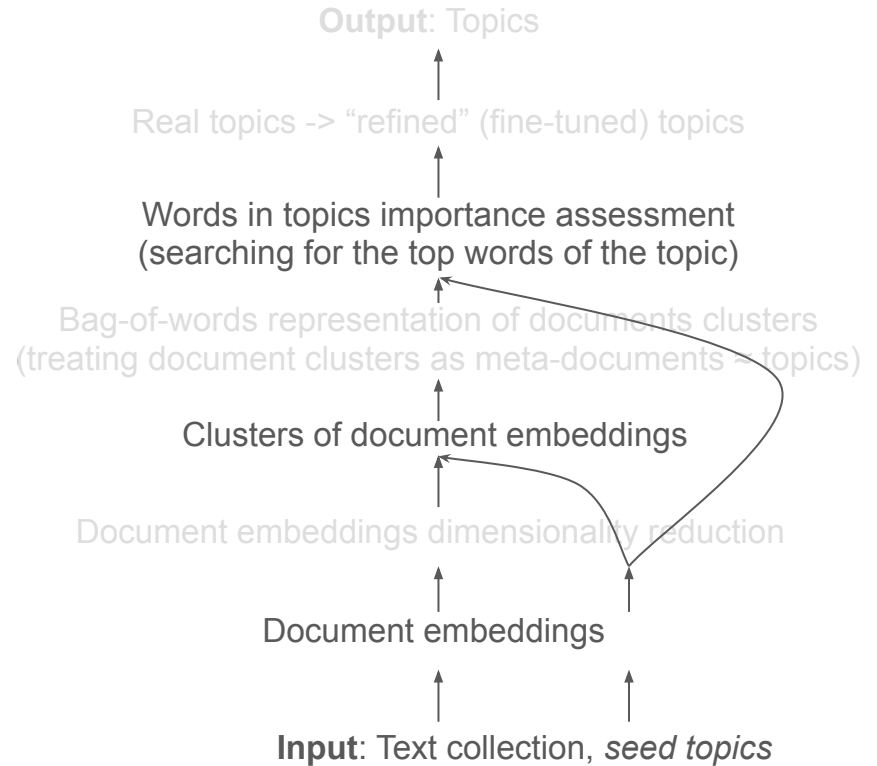 Output: Topics
Real topics -> “refined” (fine-tuned) topics
Words in topics importance assessment
(searching for the top words of the topic)
Bag-of-words representation of documents clusters
(treating document clusters as meta-documents ≈ topics)
Clusters of document embeddings
Document embeddings dimensionality reduction
Document embeddings
Input: Text collection, seed topics